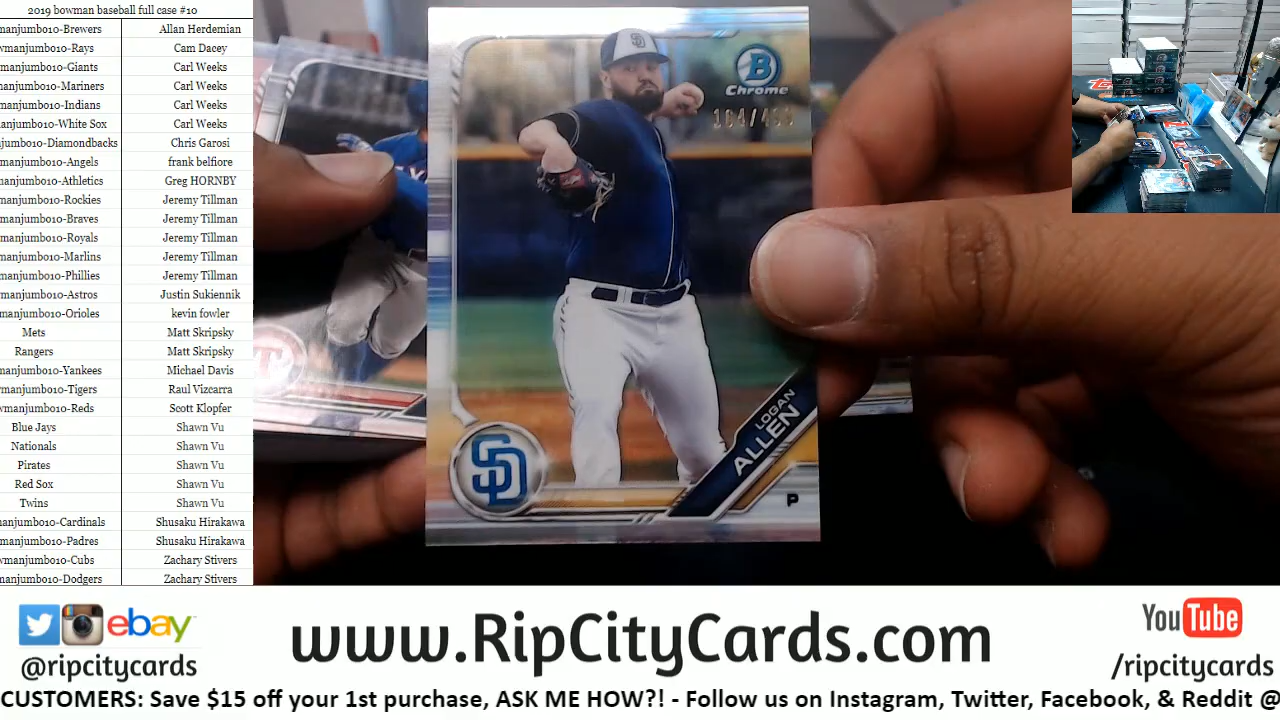 2019 bowman baseball full case #10
manjumbo10-Brewers Allan Herdemian
wmanjumbo10-Rays Cam Dacey
manjumbo10-Giants Carl Weeks
manjumbo10-Mariners Carl Weeks
manjumbo10-Indians Carl Weeks
manjumbo10-White Sox Carl Weeks
njumbo10-Diamondbacks Chris Garosi
manjumbo10-Angels frank belfiore
manjumbo10-Athletics Greg HORNBY
manjumbo10-Rockies Jeremy Tillman
manjumbo10-Braves Jeremy Tillman
manjumbo10-Royals Jeremy Tillman
manjumbo10-Marlins Jeremy Tillman
manjumbo10-Phillies Jeremy Tillman
manjumbo10-Astros Justin Sukiennik
manjumbo10-Orioles kevin fowler
Mets Matt Skripsky
Rangers Matt Skripsky
manjumbo10-Yankees Michael Davis
wmanjumbo10-Tigers Raul Vizcarra
wmanjumbo10-Reds Scott Klopfer
Blue Jays Shawn Vu
Nationals Shawn Vu
Pirates Shawn Vu
Red Sox Shawn Vu
Twins Shawn Vu
anjumbo10-Cardinals Shusaku Hirakawa
manjumbo10-Padres Shusaku Hirakawa
wmanjumbo10-Cubs Zachary Stivers
manjumbo10-Dodgers Zachary Stivers
B
Chrome
184/499
SD
LOGAN
ALLEN
P
SD
T
ebay
@ripcitycards
www.RipCityCards.com
YouTube
/ripcitycards
CUSTOMERS: Save $15 off your 1st purchase, ASK ME HOW?! - Follow us on Instagram, Twitter, Facebook, & Reddit @